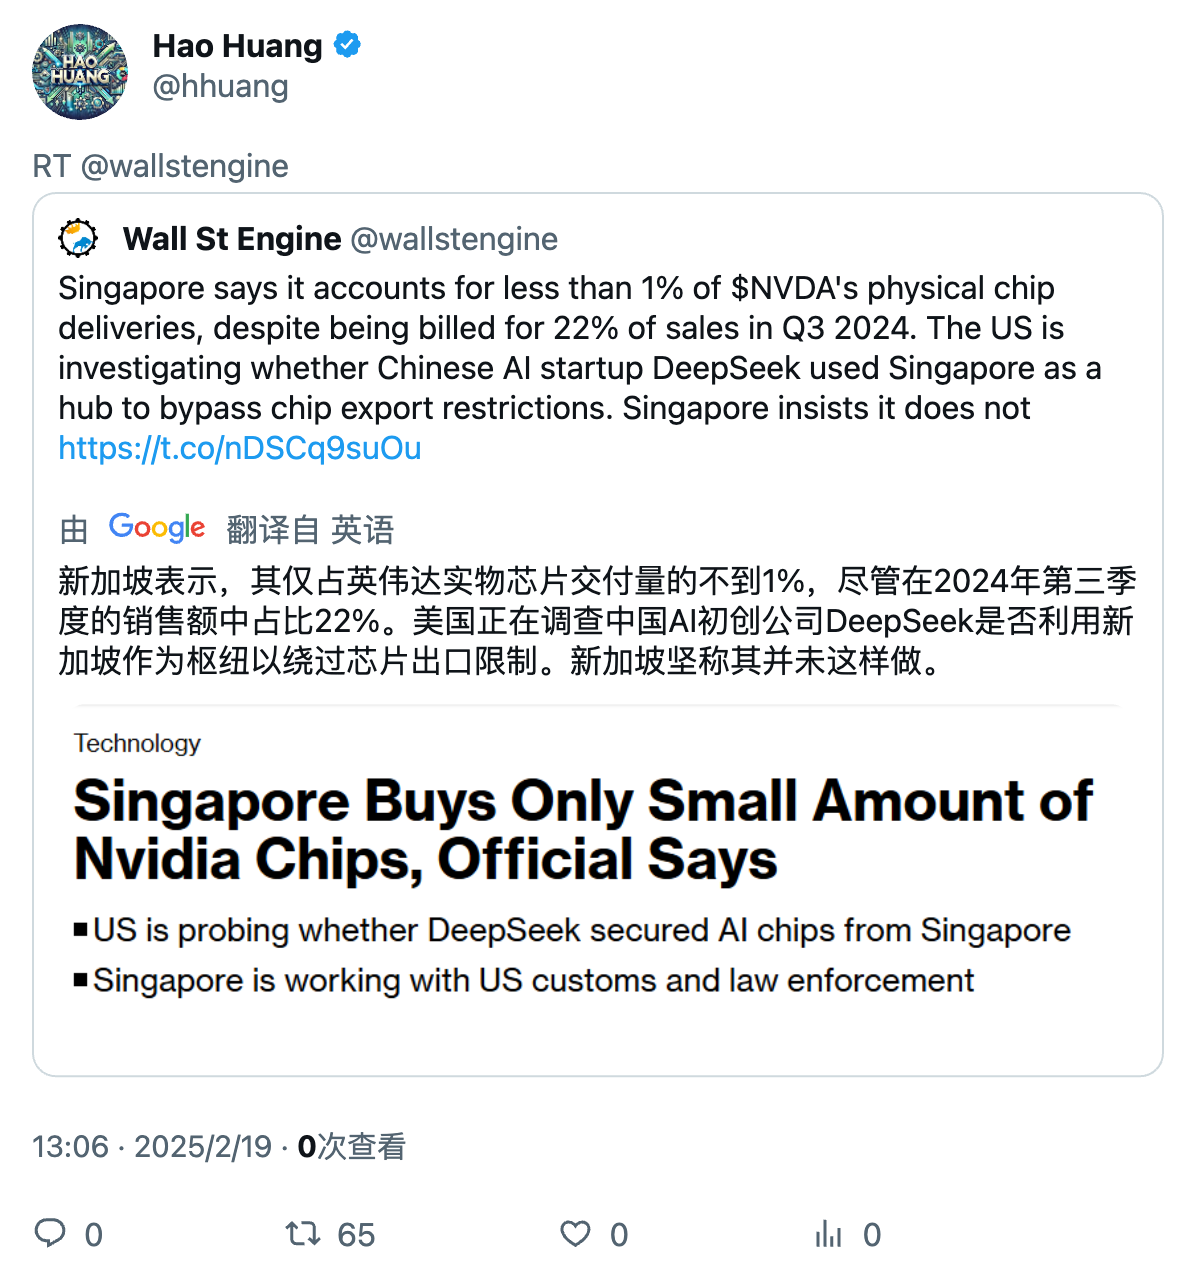 HAO
HUANG
Hao Huang
@hhuang
RT @wallstengine
Wall St Engine @wallstengine
Singapore says it accounts for less than 1% of $NVDA's physical chip
deliveries, despite being billed for 22% of sales in Q3 2024. The US is
investigating whether Chinese AI startup DeepSeek used Singapore as a
hub to bypass chip export restrictions. Singapore insists it does not
https://t.co/nDSCq9suOu
由 Google 翻译自 英语
新加坡表示，其仅占英伟达实物芯片交付量的不到1%，尽管在2024年第三季
度的销售额中占比22%。美国正在调查中国AI初创公司DeepSeek是否利用新
加坡作为枢纽以绕过芯片出口限制。新加坡坚称其并未这样做。
Technology
Singapore Buys Only Small Amount of
Nvidia Chips, Official Says
■US is probing whether DeepSeek secured AI chips from Singapore
■Singapore is working with US customs and law enforcement
13:06 · 2025/2/19 · 0次查看
0 65 0 0